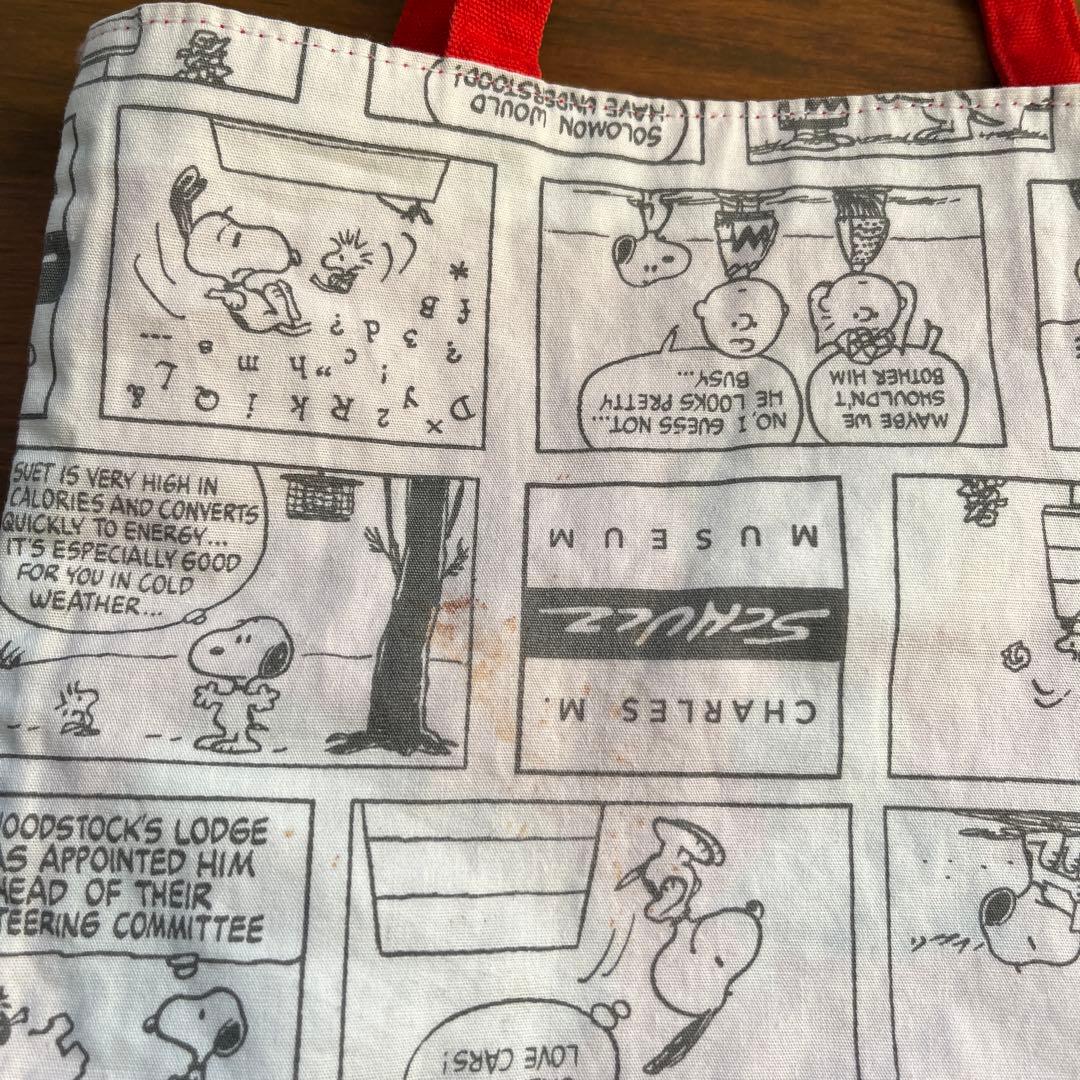 SOLOMON WOULD
HAVE UNDERSTOOD!
MAYBE WE
SHOULDN'T
BOTHER HIM
NO, I GUESS NOT...
HE LOOKS PRETTY
BUSY...
SUET IS VERY HIGH IN
CALORIES AND CONVERTS
QUICKLY TO ENERGY...
IT'S ESPECIALLY GOOD
FOR YOU IN COLD
WEATHER...
CHARLES M.
SCHULZ
MUSEUM
OODSTOCK'S LODGE
AS APPOINTED HIM
HEAD OF THEIR
TEERING COMMITTEE
LOVE CARS!